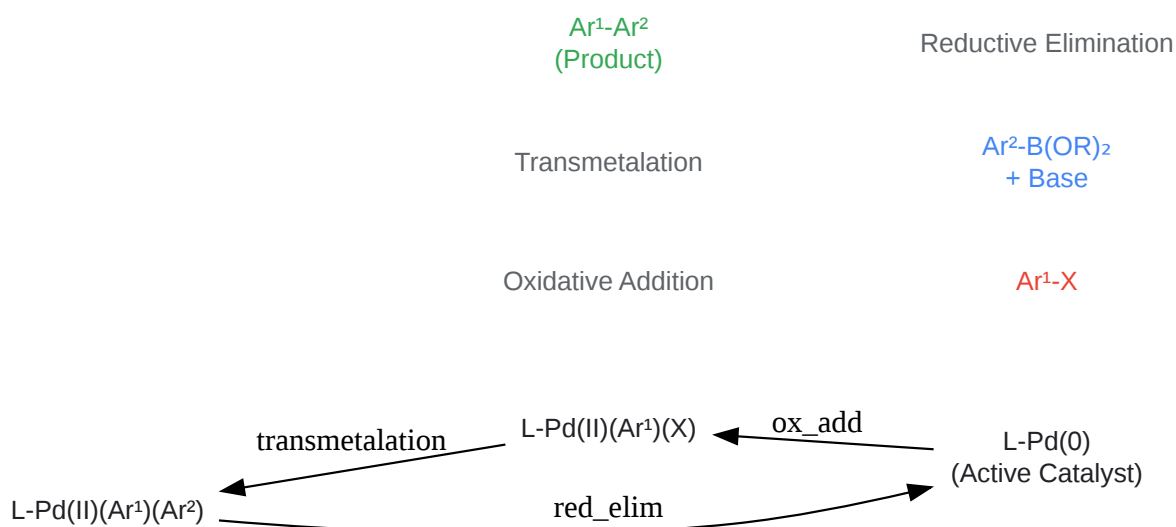 Ar¹-Ar²
(Product)
Reductive Elimination
Transmetalation
Ar²-B(OR)₂
+ Base
Oxidative Addition
Ar¹-X
transmetalation
L-Pd(II)(Ar¹)(X)
ox_add
L-Pd(0)
(Active Catalyst)
L-Pd(II)(Ar¹)(Ar²)
red_elim